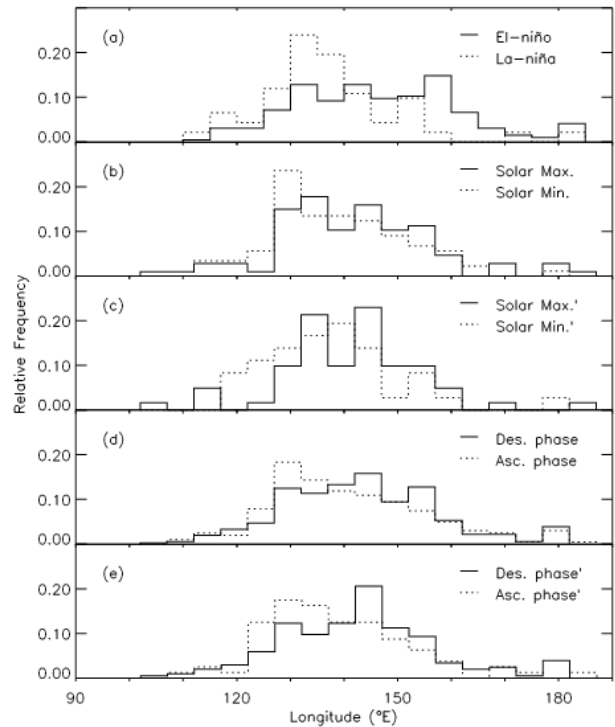 (a)
El-niño
La-niña
0.20
0.10
0.00
(b)
Solar Max.
Solar Min.
0.20
0.10
0.00
(c)
Solar Max.'
Solar Min.'
0.20
0.10
0.00
(d)
Des. phase
Asc. phase
0.20
0.10
0.00
(e)
Des. phase'
Asc. phase'
0.20
0.10
0.00
Relative Frequency
90 120 150 180
Longitude (°E)